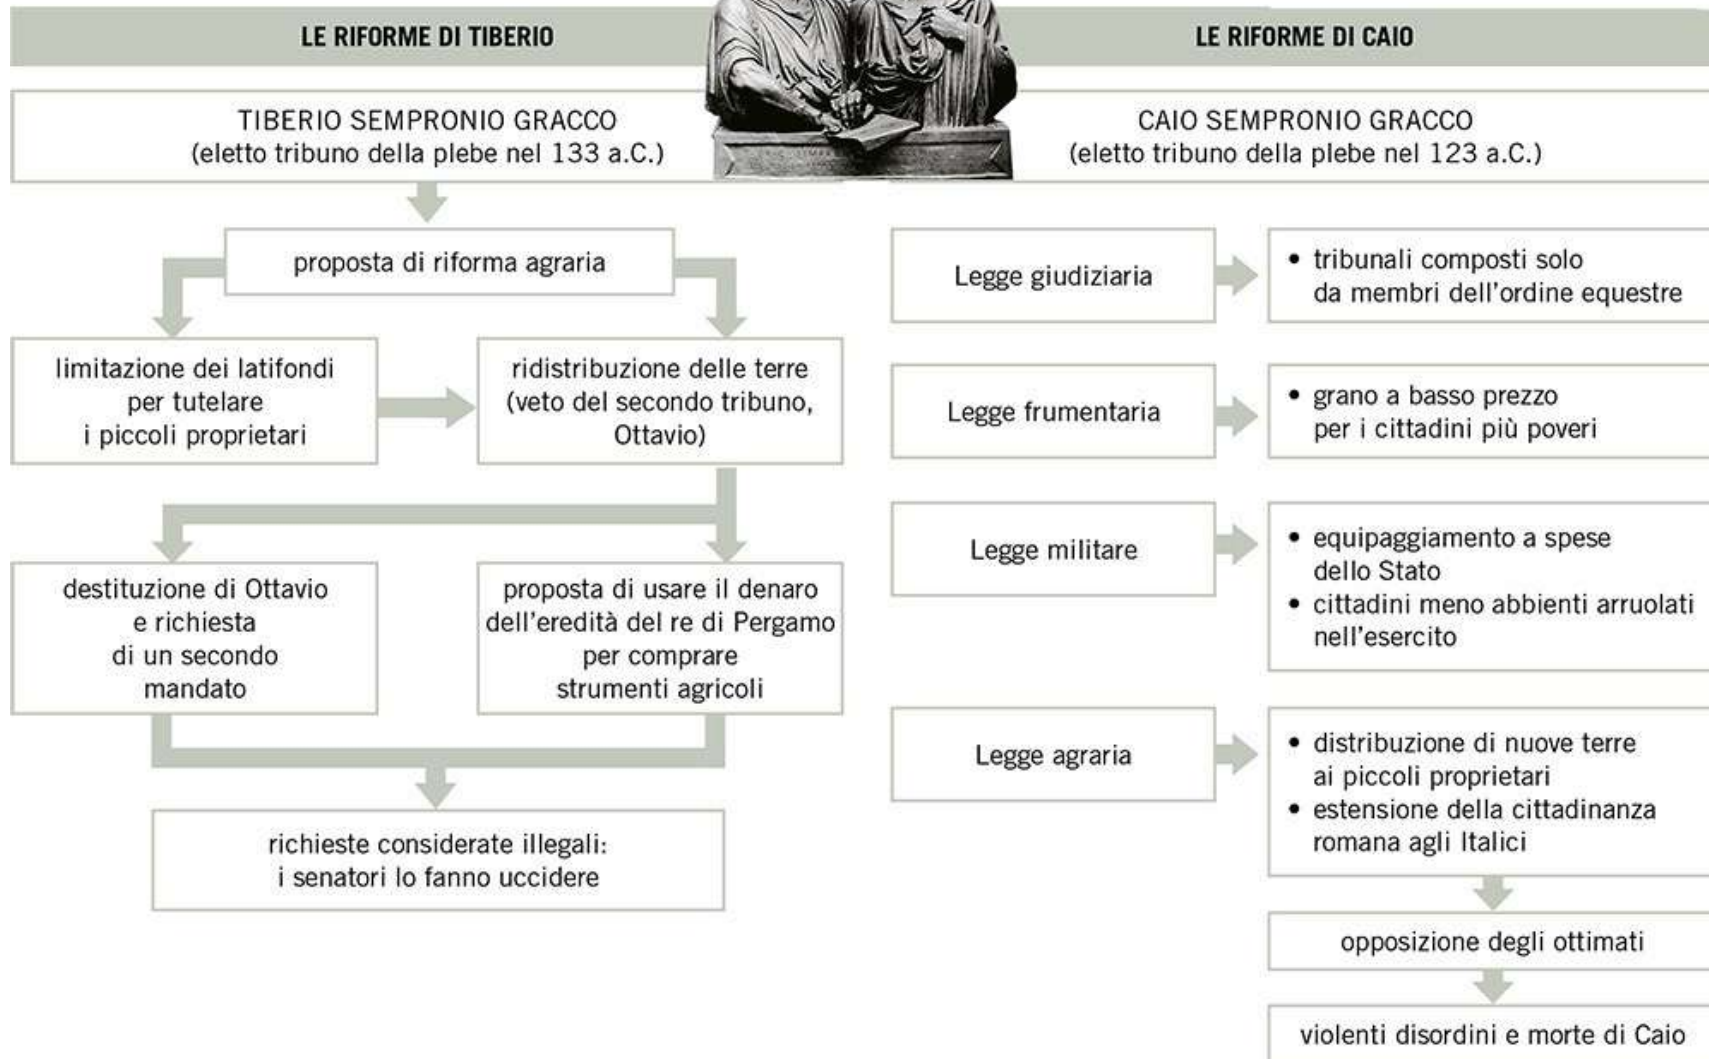 LE RIFORME DI TIBERIO
TIBERIO SEMPRONIO GRACCO
(eletto tribuno della plebe nel 133 a.C.)
proposta di riforma agraria
limitazione dei latifondi
per tutelare
i piccoli proprietari
ridistribuzione delle terre
(veto del secondo tribuno,
Ottavio)
destituzione di Ottavio
e richiesta
di un secondo
mandato
proposta di usare il denaro
dell'eredità del re di Pergamo
per comprare
strumenti agricoli
richieste considerate illegali:
i senatori lo fanno uccidere
LE RIFORME DI CAIO
CAIO SEMPRONIO GRACCO
(eletto tribuno della plebe nel 123 a.C.)
Legge giudiziaria
• tribunali composti solo
da membri dell'ordine equestre
Legge frumentaria
• grano a basso prezzo
per i cittadini più poveri
Legge militare
• equipaggiamento a spese
dello Stato
• cittadini meno abbienti arruolati
nell'esercito
Legge agraria
• distribuzione di nuove terre
ai piccoli proprietari
• estensione della cittadinanza
romana agli Italici
opposizione degli ottimati
violenti disordini e morte di Caio